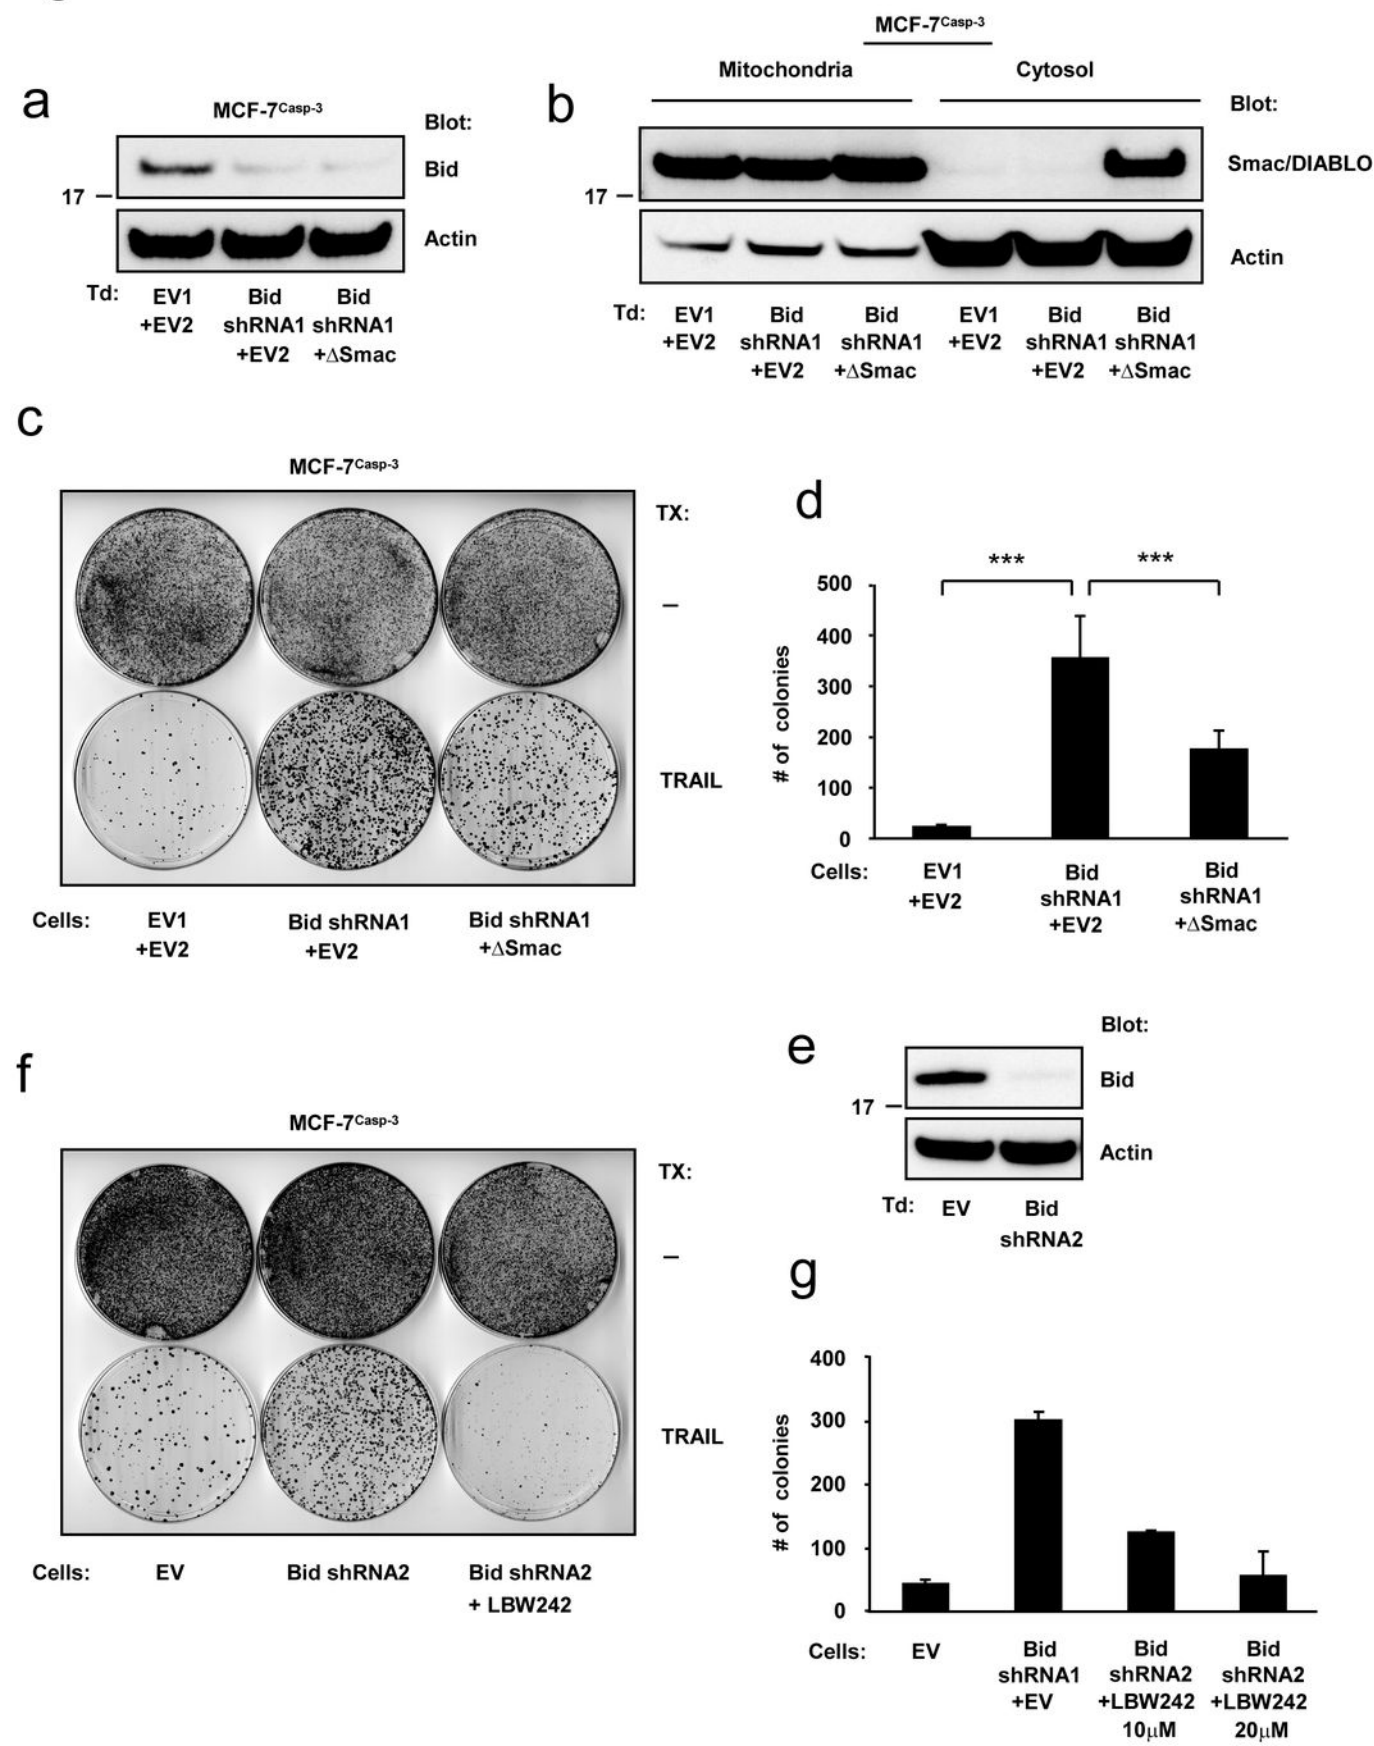 a
MCF-7Casp-3
Blot:
Bid
17
Actin
Td:
EV1 Bid Bid
+EV2 shRNA1 shRNA1
+EV2 +ΔSmac
b
MCF-7Casp-3
Mitochondria Cytosol
Blot:
Smac/DIABLO
17
Actin
Td: EV1 Bid Bid EV1 Bid Bid
+EV2 shRNA1 shRNA1 +EV2 shRNA1 shRNA1
+EV2 +ΔSmac +EV2 +ΔSmac
c
MCF-7Casp-3
TX:
–
TRAIL
Cells: EV1 Bid shRNA1 Bid shRNA1
+EV2 +EV2 +ΔSmac
d
*** ***
500
400
300
200
100
0
# of colonies
Cells: EV1 Bid Bid
+EV2 shRNA1 shRNA1
+EV2 +ΔSmac
e
Blot:
Bid
17
Actin
Td: EV Bid
shRNA2
f
MCF-7Casp-3
TX:
–
TRAIL
Cells: EV Bid shRNA2 Bid shRNA2
+ LBW242
g
400
300
200
100
0
# of colonies
Cells: EV Bid Bid Bid
shRNA1 shRNA2 shRNA2
+EV +LBW242 +LBW242
10μM 20μM